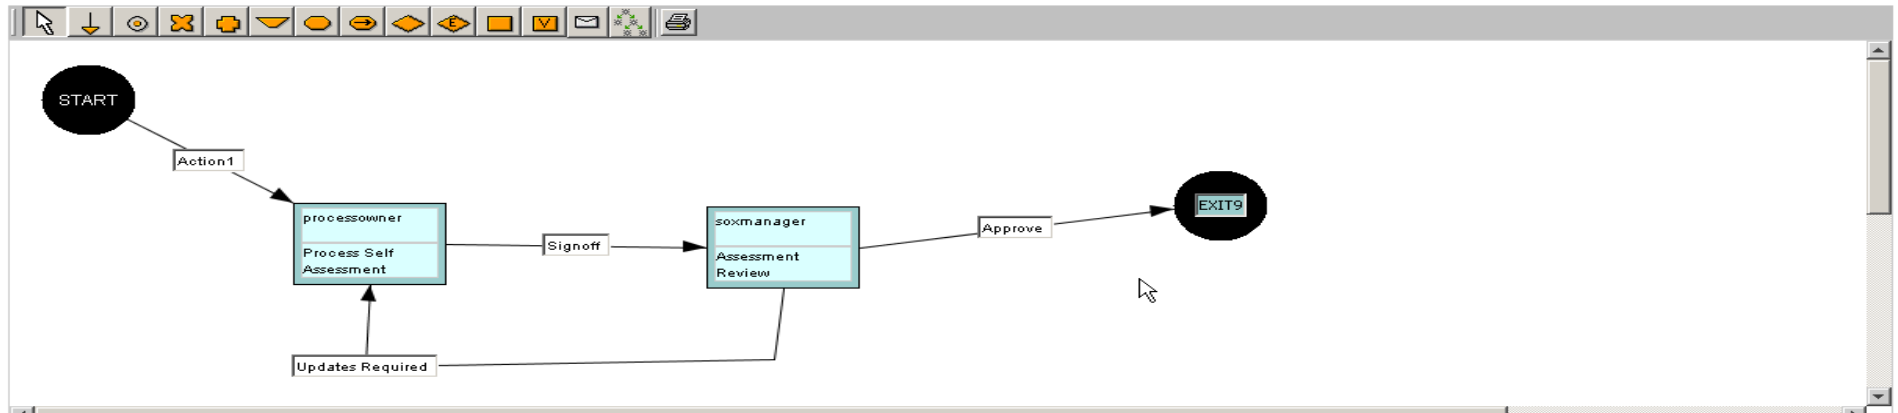 E
V
START
Action1
processowner
Process Self
Assessment
Signoff
soxmanager
Assessment
Review
Approve
EXIT9
Updates Required